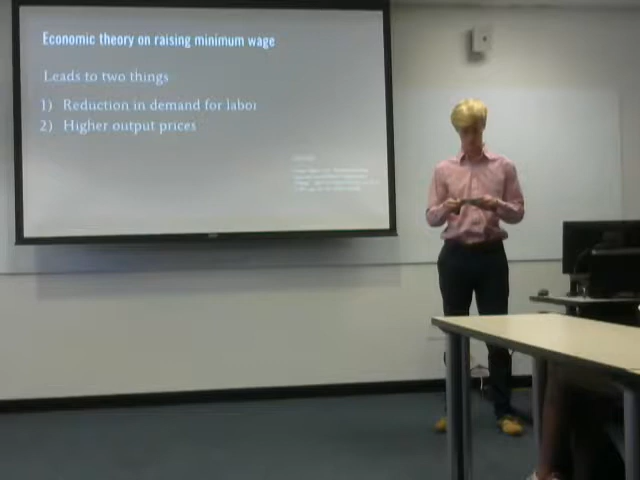 Economic theory on raising minimum wage
Leads to two things
1) Reduction in demand for labor
2) Higher output prices